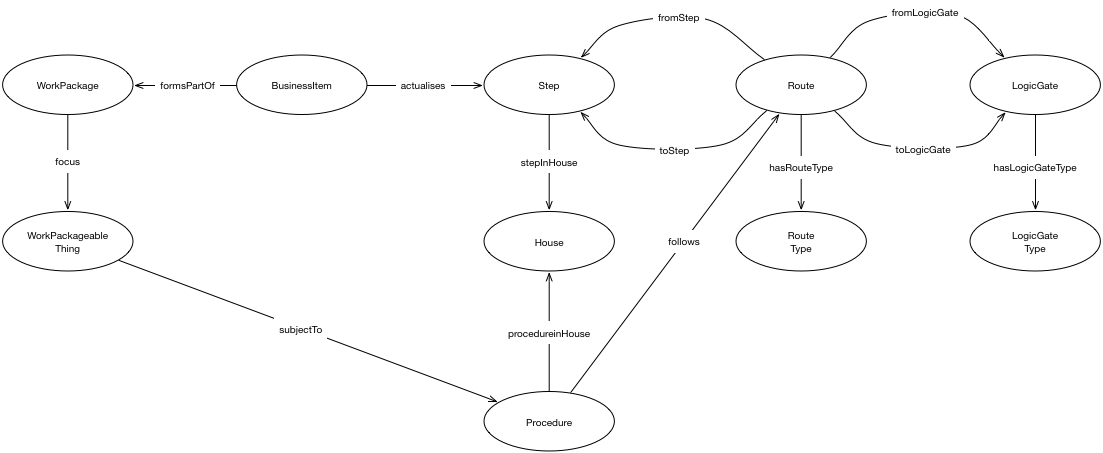 fromLogicGate
fromStep
WorkPackage
formsPartOf
BusinessItem
actualises
Step
Route
LogicGate
focus
stepInHouse
toStep
hasRouteType
toLogicGate
hasLogicGateType
WorkPackageable
Thing
House
follows
Route
Type
LogicGate
Type
subjectTo
procedureinHouse
Procedure